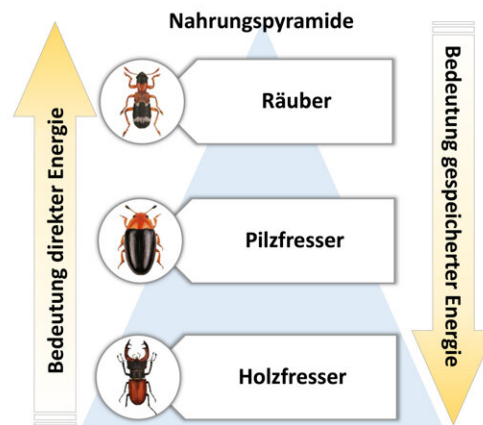 Nahrungspyramide
Bedeutung direkter Energie
Räuber
Pilzfresser
Holzfresser
Bedeutung gespeicherter Energie